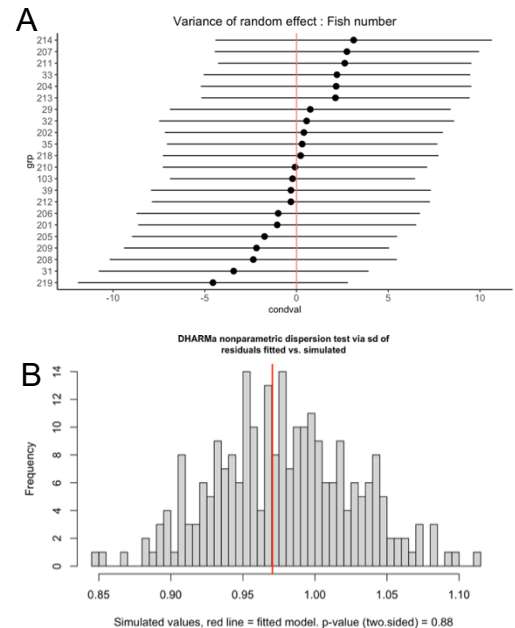 A
Variance of random effect : Fish number
214
207
211
33
204
213
29
32
202
35
218
210
103
39
212
206
201
205
209
208
31
219
grp
-10 -5 0 5 10
condval
DHARMa nonparametric dispersion test via sd of
residuals fitted vs. simulated
B
14
12
10
8
6
4
2
0
Frequency
0.85 0.90 0.95 1.00 1.05 1.10
Simulated values, red line = fitted model. p-value (two.sided) = 0.88